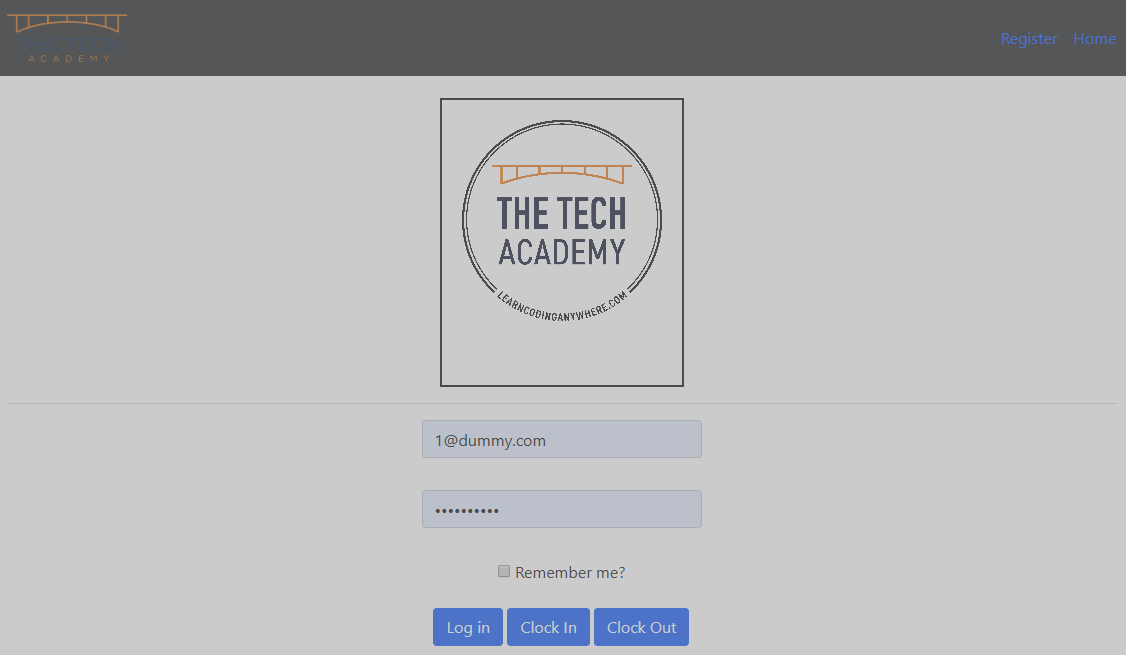 ACADEMY
Register Home
THE TECH
ACADEMY
LEARNCODINGANYWHERE.COM
1@dummy.com
••••••••••
Remember me?
Log in Clock In Clock Out